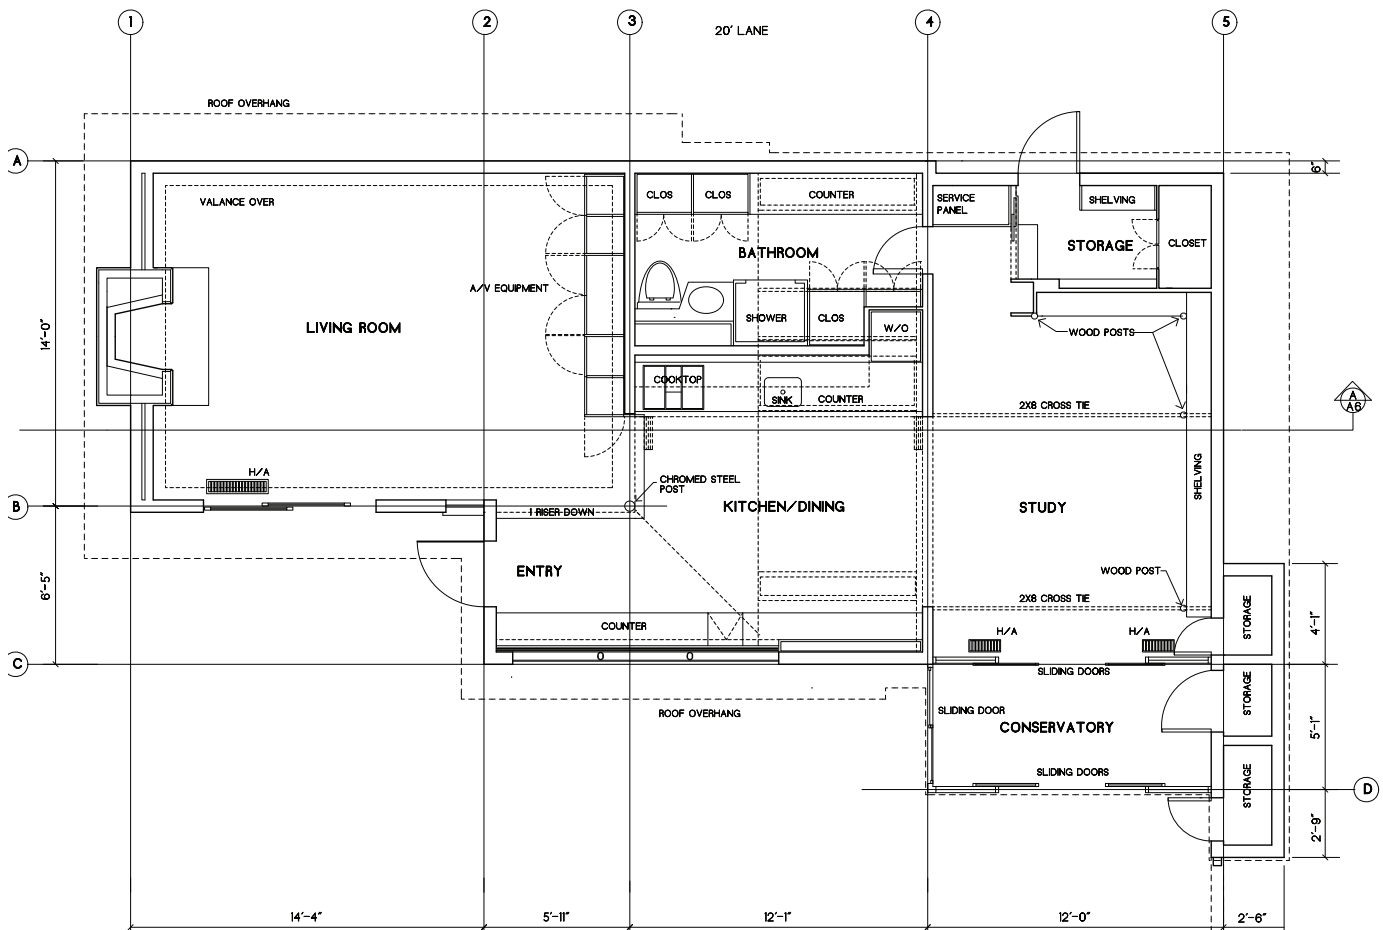 1
2
3
4
5
20' LANE
ROOF OVERHANG
A
6"
VALANCE OVER
CLOS
CLOS
COUNTER
SERVICE
PANEL
SHELVING
BATHROOM
STORAGE
CLOSET
A/V EQUIPMENT
LIVING ROOM
SHOWER
CLOS
W/O
WOOD POSTS
14'-0"
COOKTOP
SINK
COUNTER
2X8 CROSS TIE
A
A6
H/A
CHROMED STEEL
POST
SHELVING
B
1 RISER DOWN
KITCHEN/DINING
STUDY
ENTRY
WOOD POST
6'-5"
2X8 CROSS TIE
STORAGE
4'-1"
COUNTER
H/A
H/A
C
SLIDING DOORS
STORAGE
ROOF OVERHANG
SLIDING DOOR
CONSERVATORY
5'-1"
SLIDING DOORS
STORAGE
D
2'-9"
14'-4"
5'-11"
12'-1"
12'-0"
2'-6"